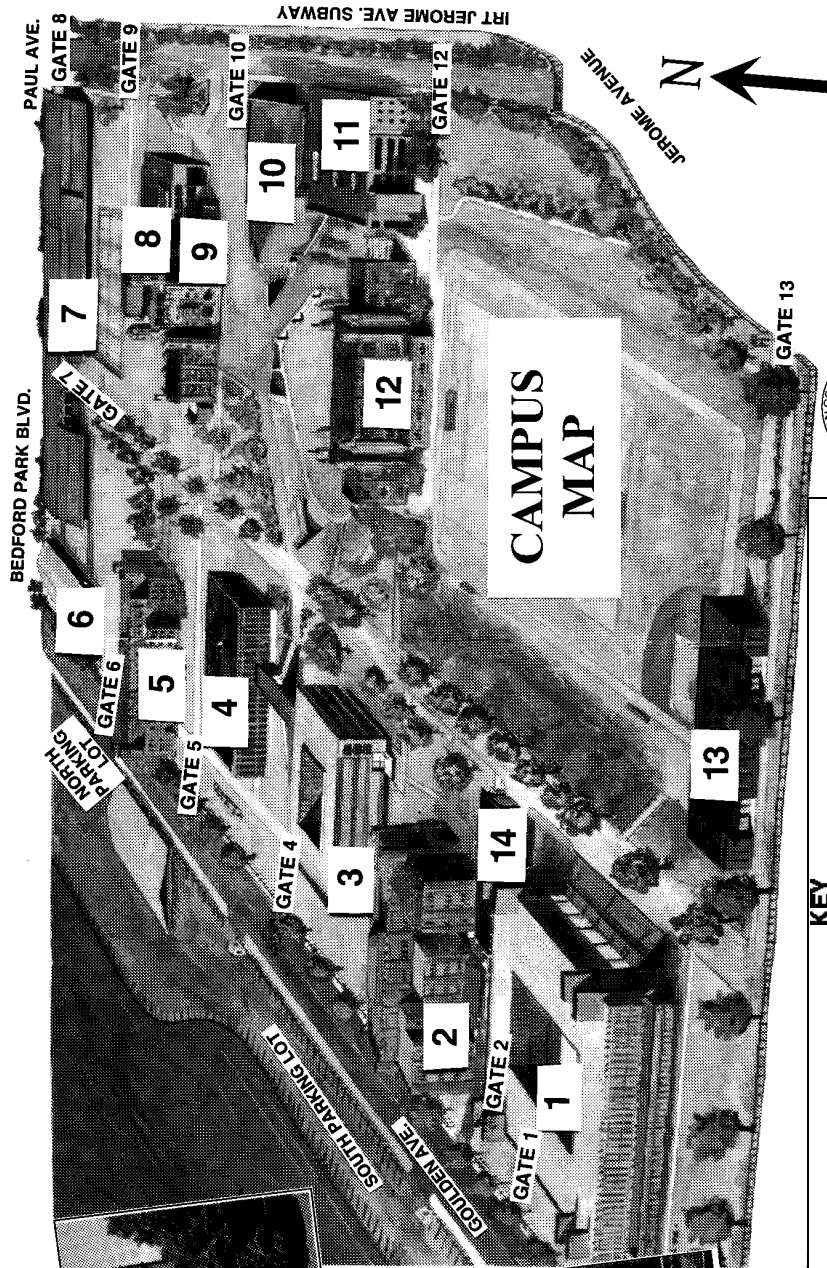 IRT JEROME AVE. SUBWAY
PAUL AVE.
GATE 8
GATE 9
GATE 10
GATE 12
JEROME AVENUE
N
7
8
9
10
11
12
GATE 7
BEDFORD PARK BLVD.
6
GATE 6
5
GATE 5
4
NORTH
PARKING
LOT
CAMPUS
MAP
GATE 13
GATE 4
3
14
13
2
GATE 2
1
GATE 1
SOUTH PARKING LOT
GOULDEN AVE.
KEY